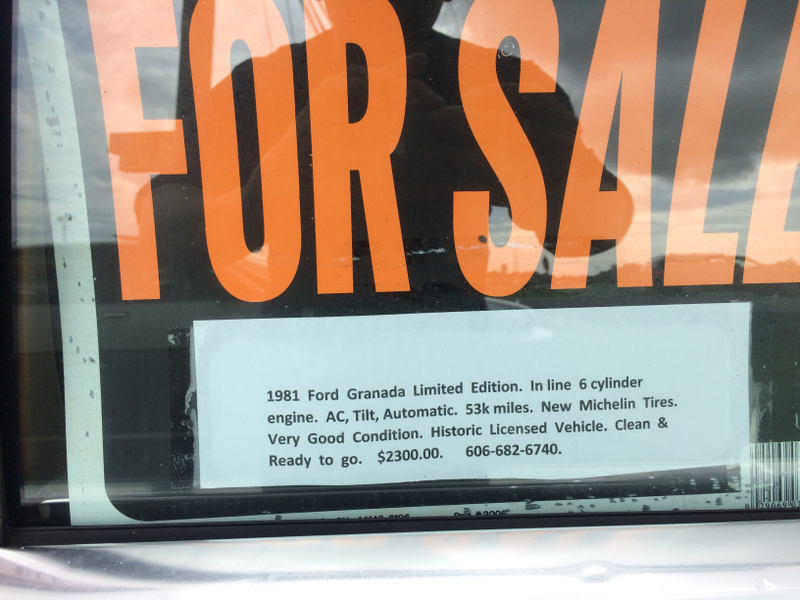 FOR SALE
1981 Ford Granada Limited Edition. In line 6 cylinder
engine. AC, Tilt, Automatic. 53k miles. New Michelin Tires.
Very Good Condition. Historic Licensed Vehicle. Clean &
Ready to go. $2300.00. 606-682-6740.